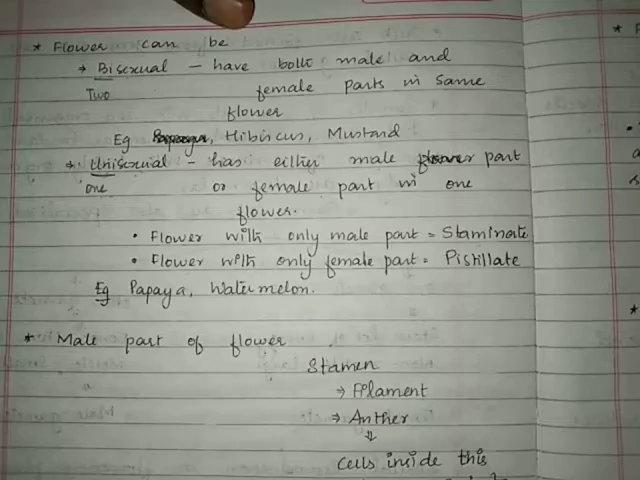 * Flower can be
→ Bisexual - have both male and
Two female parts in same
flower
Eg , Hibiscus, Mustard
→ Unisexual - has either male part
one or female part in one
flower.
• Flower with only male part = Staminate
• Flower with only female part = Pistillate
Eg Papaya, Watermelon.
* Male part of flower
Stamen
→ Filament
→ Anther
⇓
Cells inside this